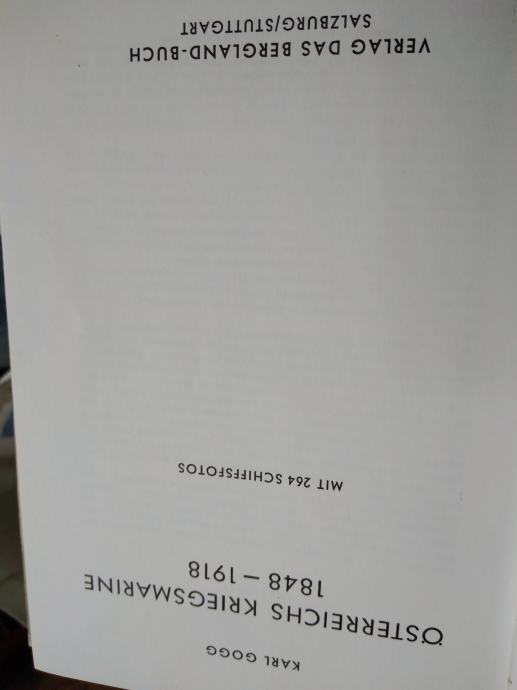 KARL GOGG
ÖSTERREICHS KRIEGSMARINE
1848 – 1918
MIT 264 SCHIFFSFOTOS
VERLAG DAS BERGLAND-BUCH
SALZBURG/STUTTGART